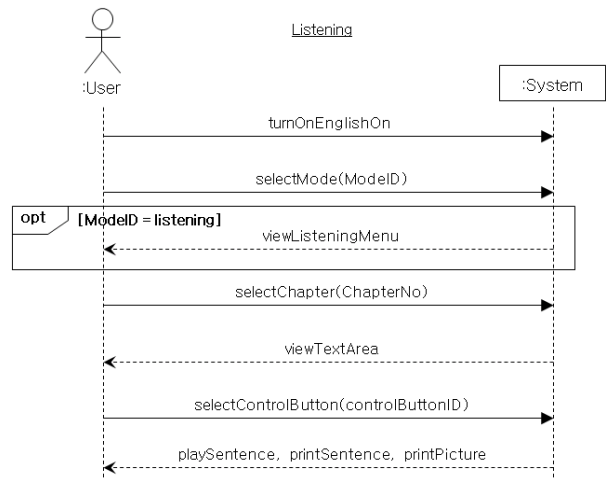 Listening
:User
:System
turnOnEnglishOn
selectMode(ModeID)
opt
[ModeID = listening]
viewListeningMenu
selectChapter(ChapterNo)
viewTextArea
selectControlButton(controlButtonID)
playSentence, printSentence, printPicture